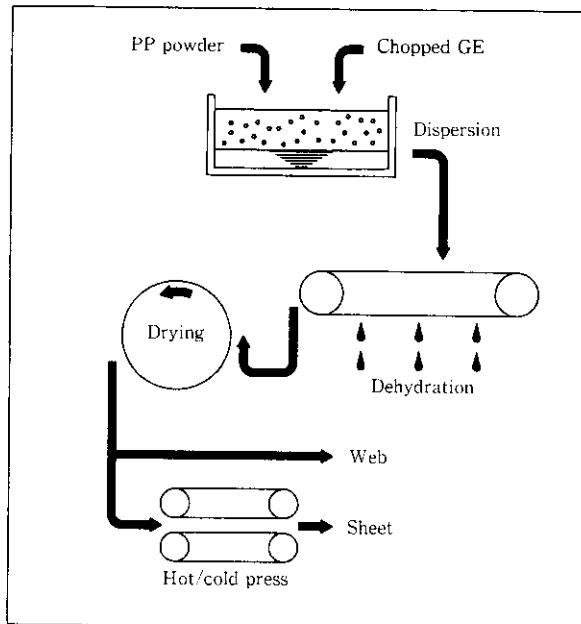 PP powder
Chopped GE
Dispersion
Drying
Dehydration
Web
Sheet
Hot/cold press